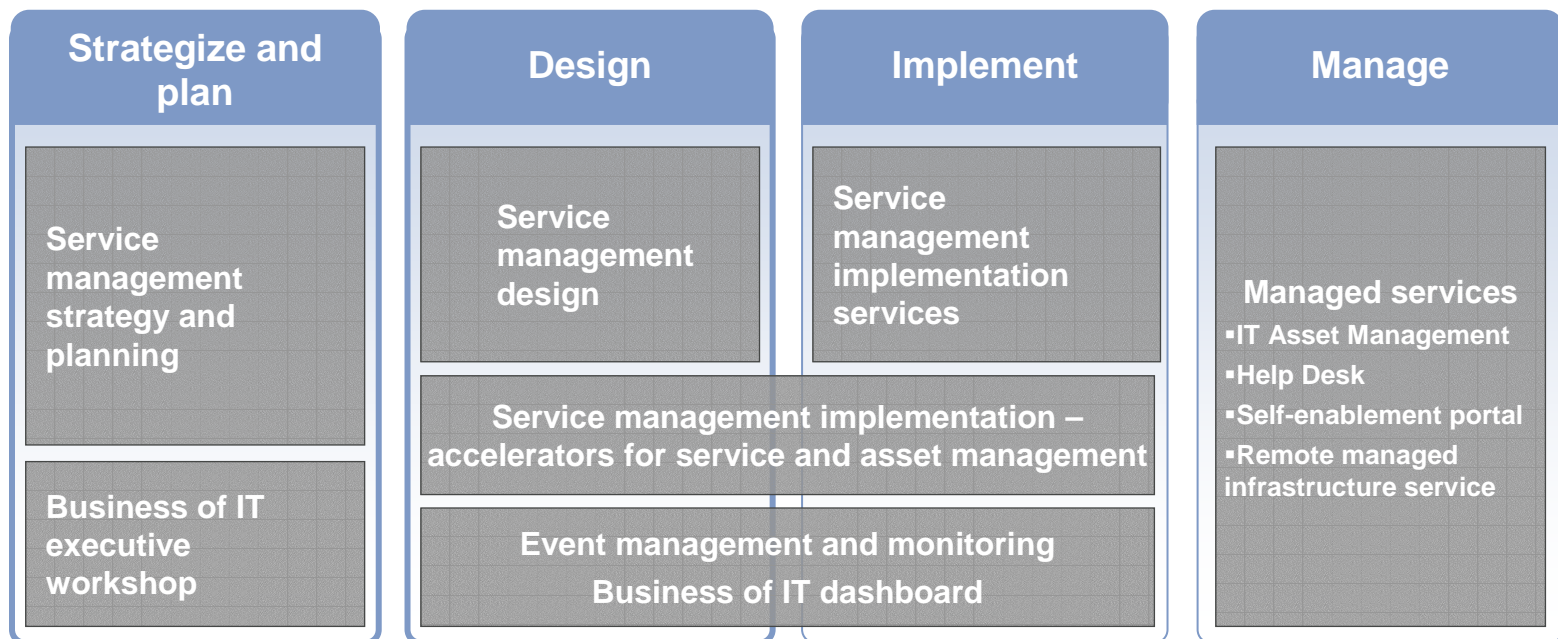 Strategize and
plan
Service
management
strategy and
planning
Business of IT
executive
workshop
Design
Implement
Service
management
design
Service
management
implementation
services
Service management implementation –
accelerators for service and asset management
Event management and monitoring
Business of IT dashboard
Manage
Managed services
▪IT Asset Management
▪Help Desk
▪Self-enablement portal
▪Remote managed
infrastructure service